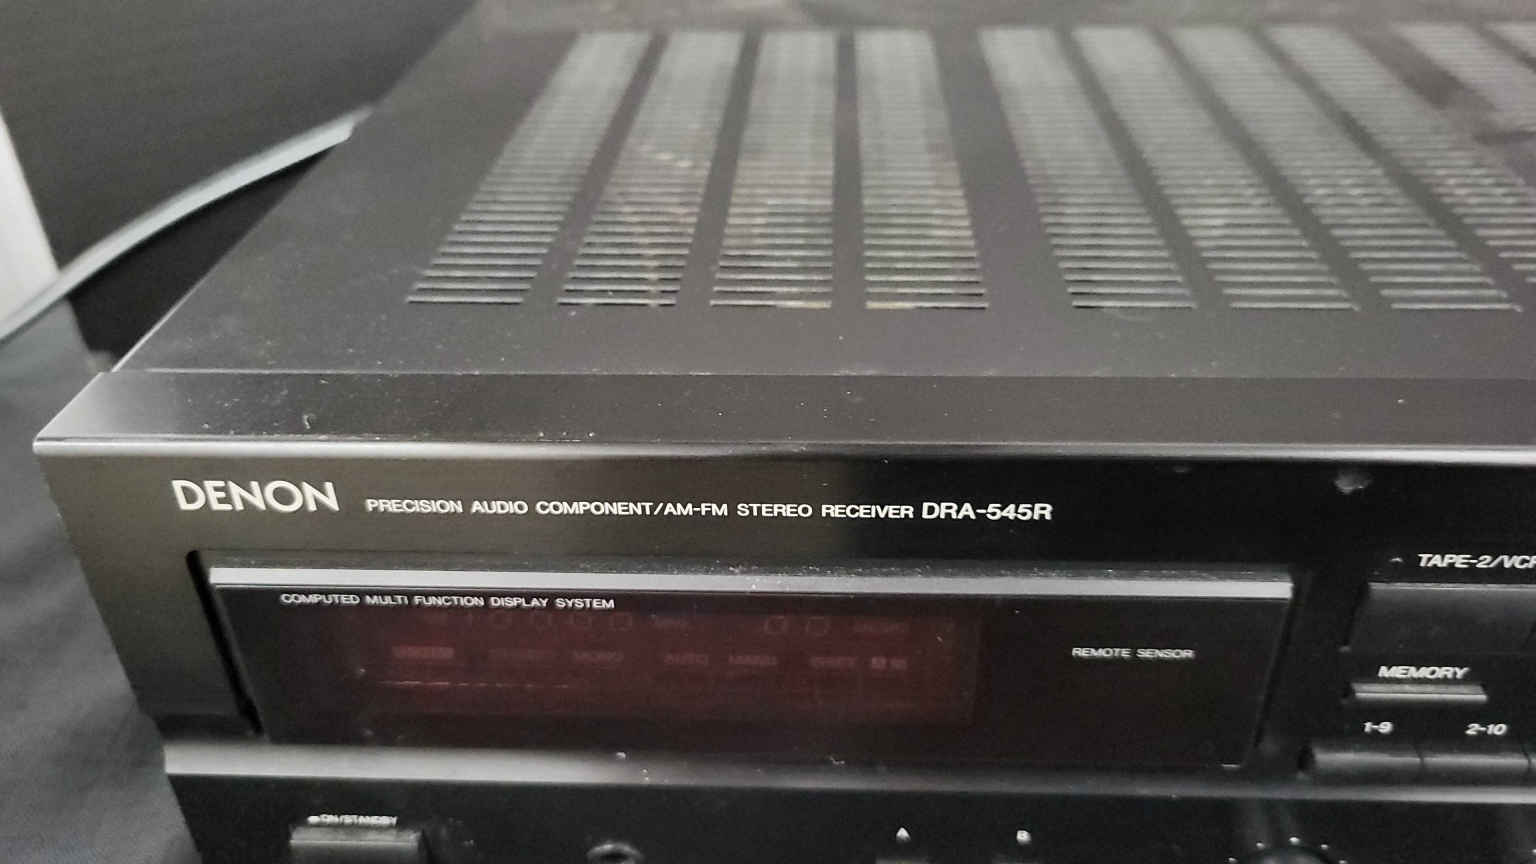 DENON PRECISION AUDIO COMPONENT/AM-FM STEREO RECEIVER DRA-545R
TAPE-2/VCR
COMPUTED MULTI FUNCTION DISPLAY SYSTEM
AUTO
REMOTE SENSOR
MEMORY
1-9 2-10
ON/STANDBY
A B